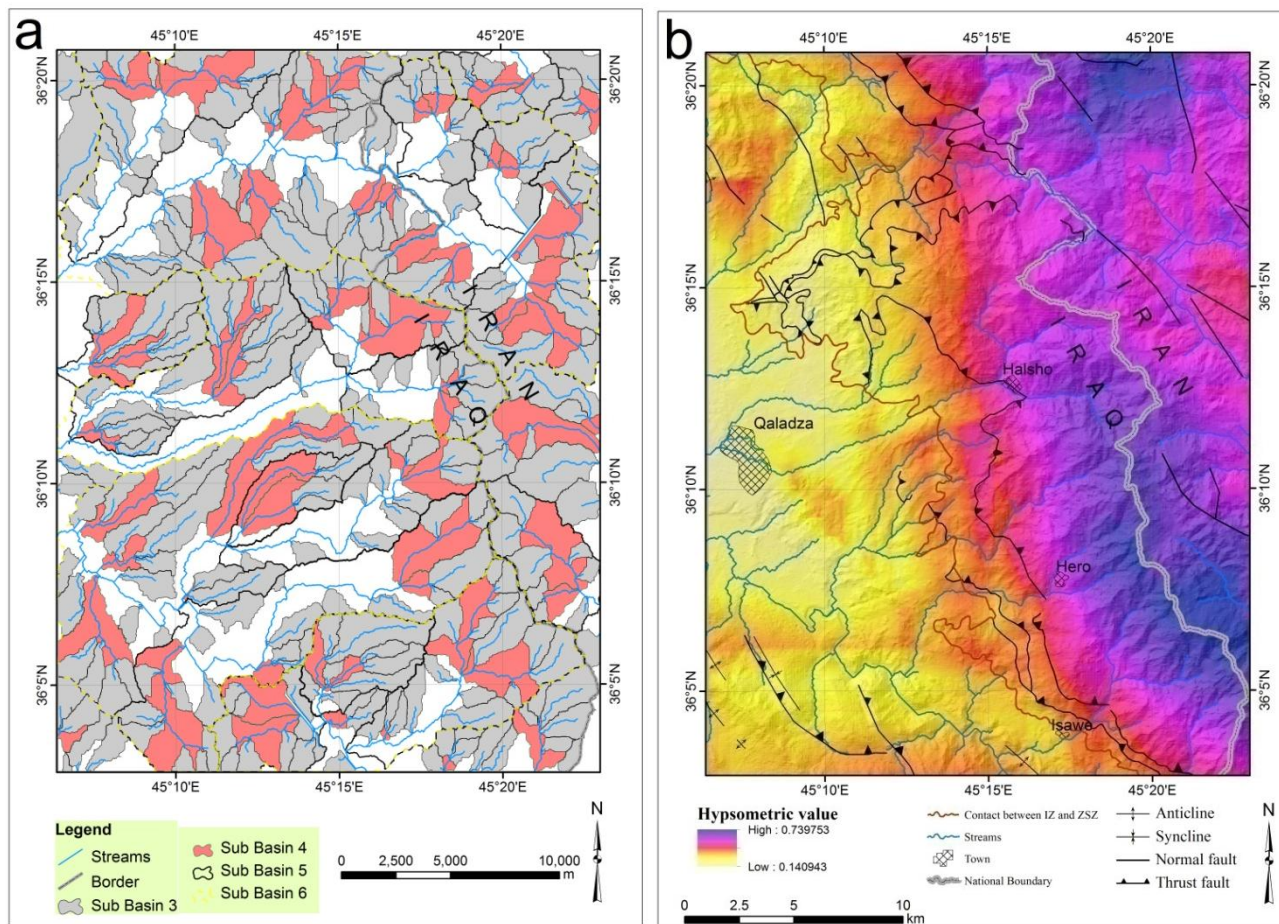 a
45°10'E 45°15'E 45°20'E
36°20'N 36°20'N
36°15'N 36°15'N
36°10'N 36°10'N
36°5'N 36°5'N
IRAN
IRAQ
45°10'E 45°15'E 45°20'E
Legend
Streams
Border
Sub Basin 3
Sub Basin 4
Sub Basin 5
Sub Basin 6
0 2,500 5,000 10,000
m
N
b
45°10'E 45°15'E 45°20'E
36°20'N 36°20'N
36°15'N 36°15'N
36°10'N 36°10'N
36°5'N 36°5'N
IRAN
IRAQ
Halsho
Qaladza
Hero
Isawe
45°10'E 45°15'E 45°20'E
Hypsometric value
High : 0.739753
Low : 0.140943
Contact between IZ and ZSZ
Streams
Town
National Boundary
Anticline
Syncline
Normal fault
Thrust fault
N
0 2.5 5 10
km